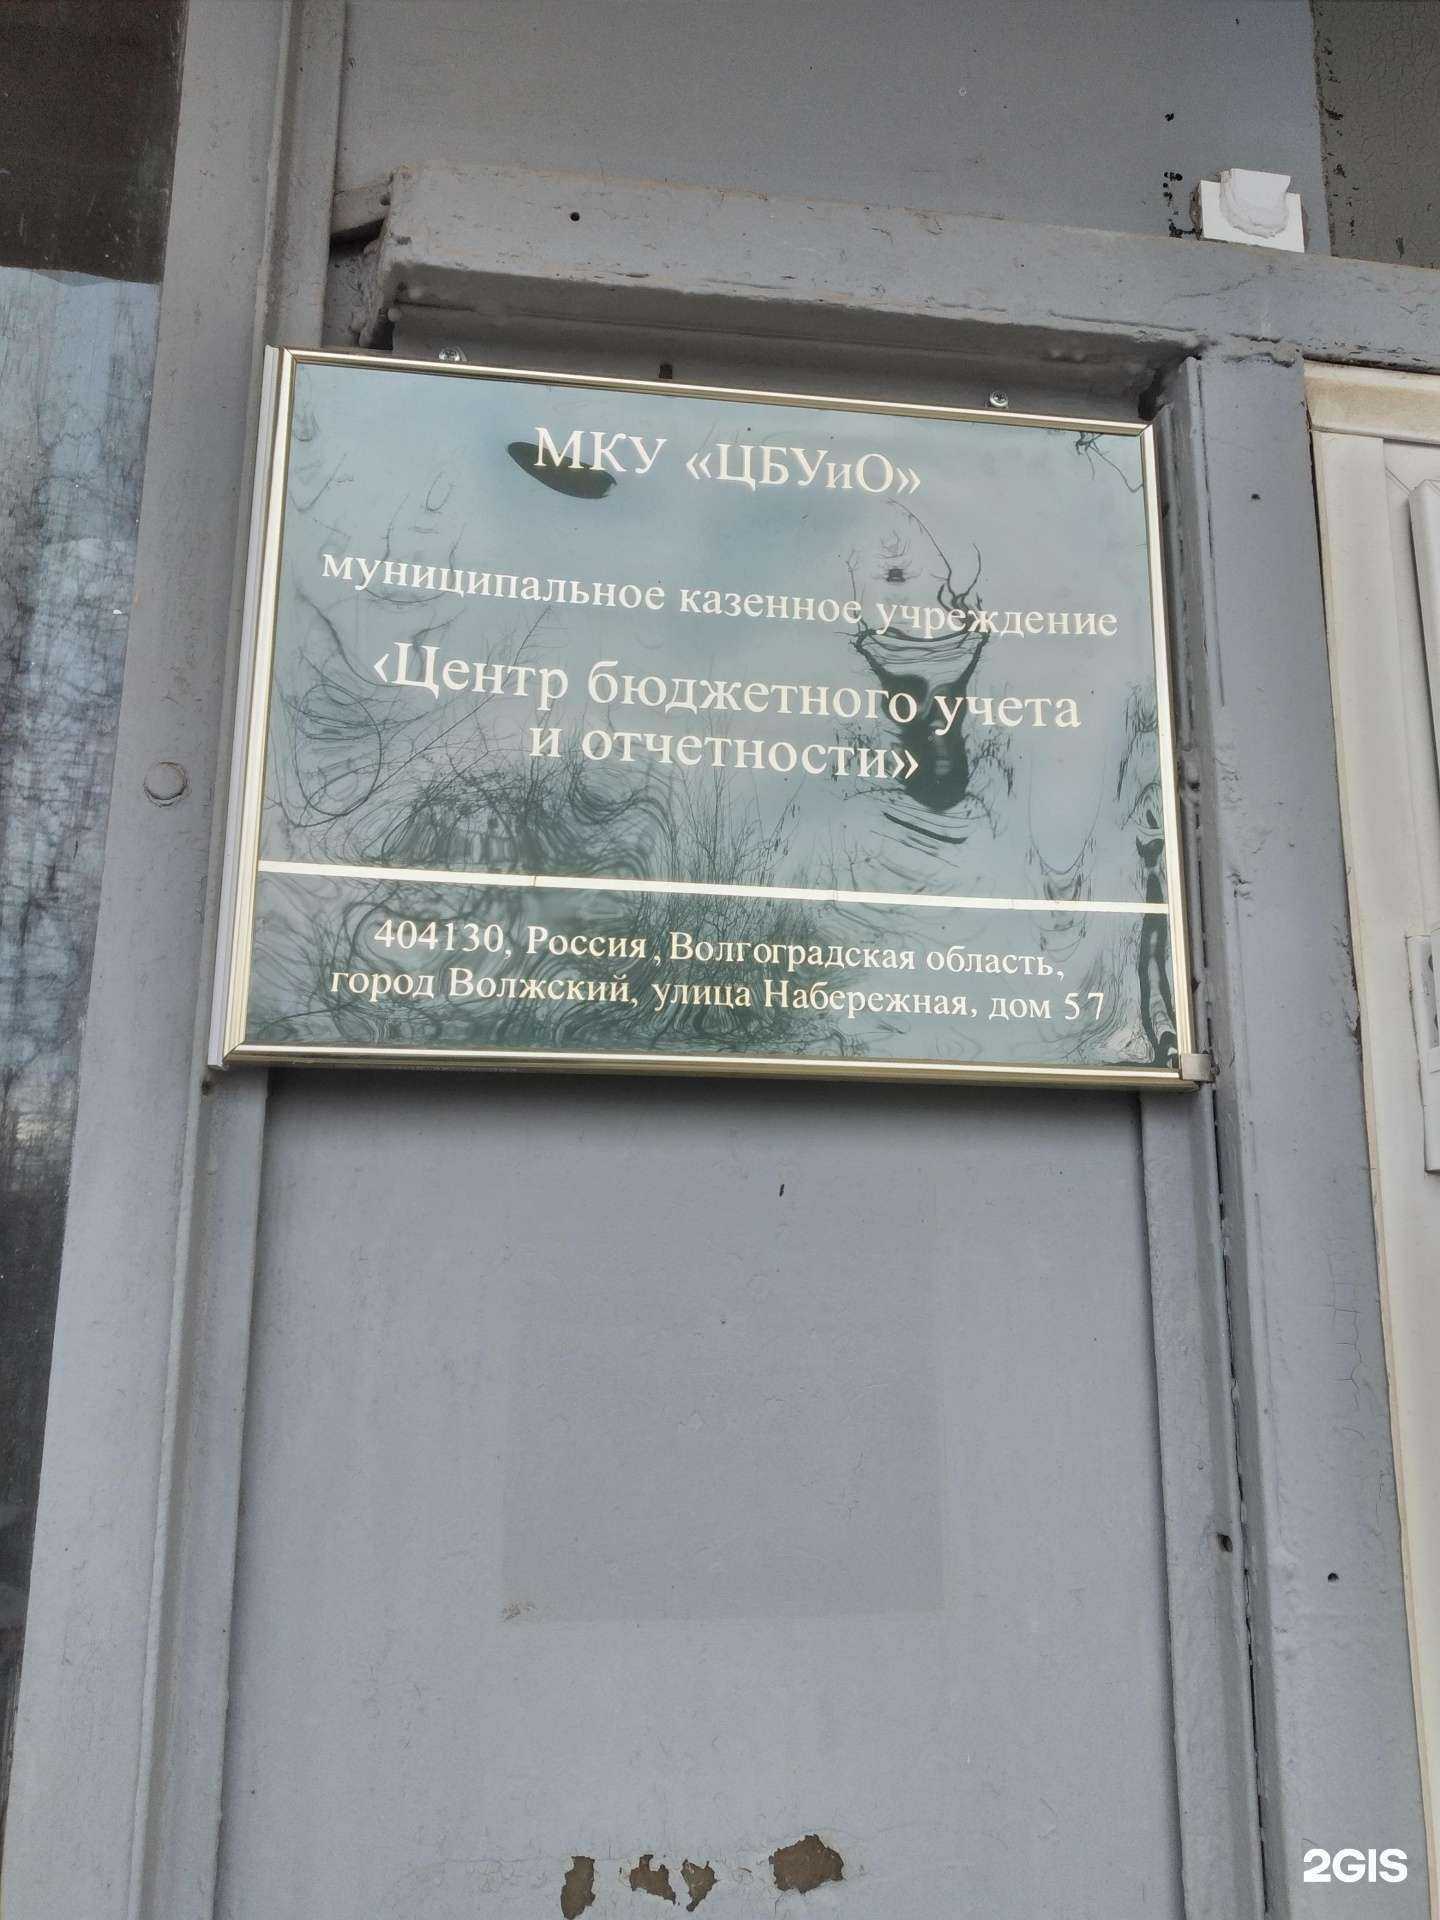 МКУ «ЦБУиО»
муниципальное казенное учреждение
‹Центр бюджетного учета
и отчетности»
404130, Россия, Волгоградская область,
город Волжский, улица Набережная, дом 57
2GIS